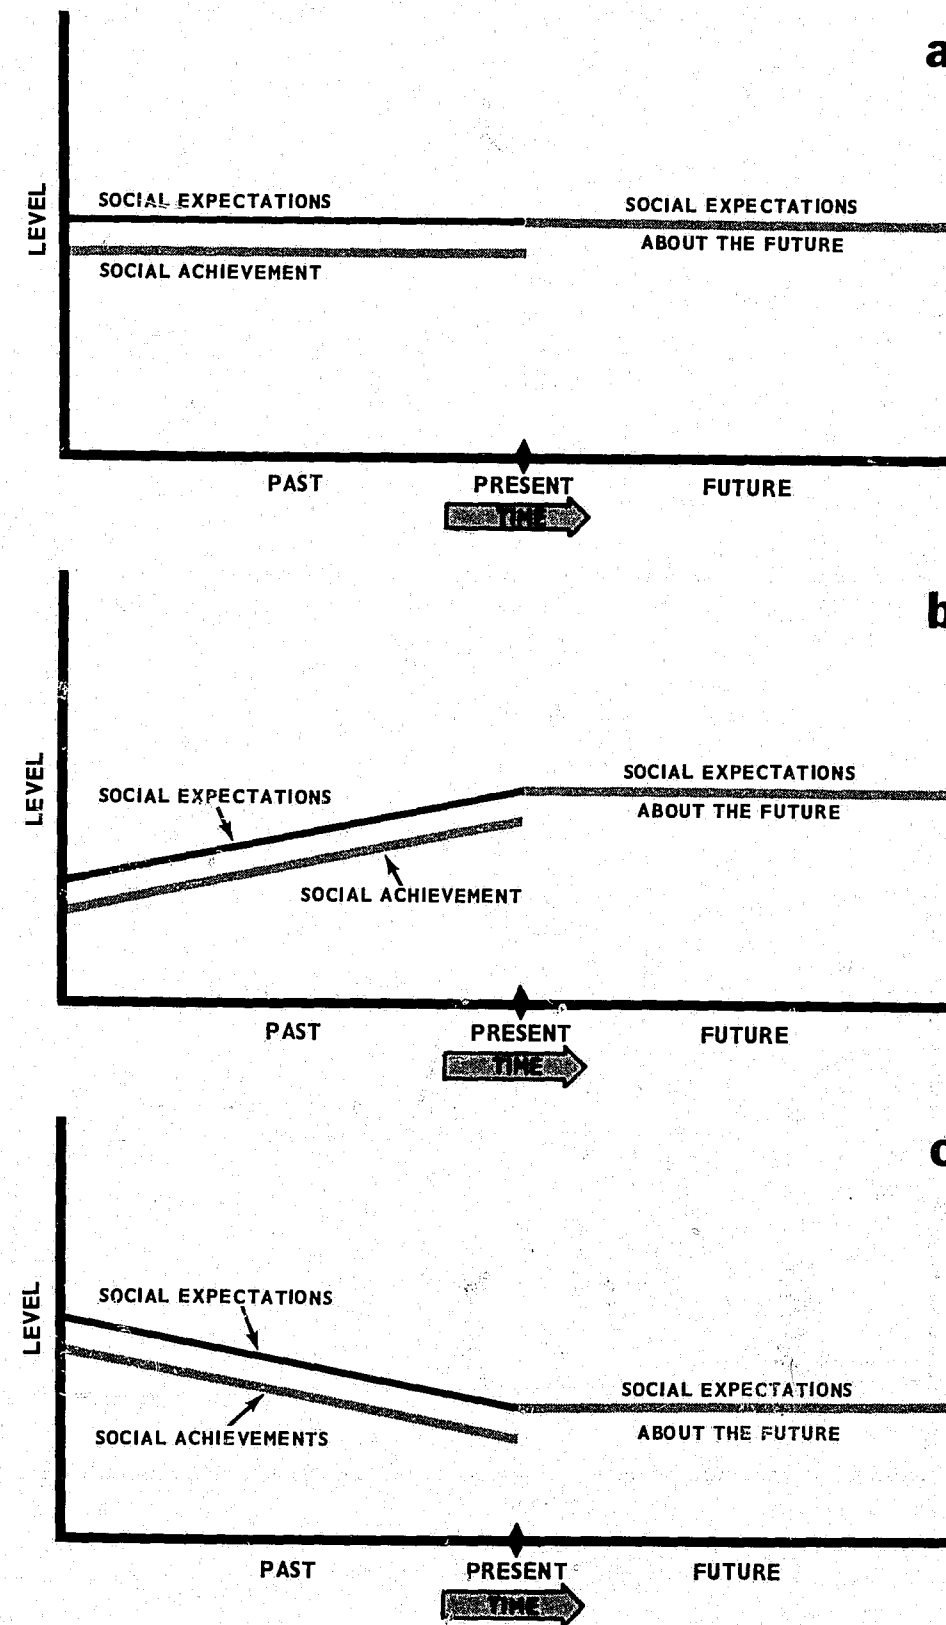 a
SOCIAL EXPECTATIONS
SOCIAL EXPECTATIONS
ABOUT THE FUTURE
SOCIAL ACHIEVEMENT
LEVEL
PAST
PRESENT
FUTURE
TIME
b
SOCIAL EXPECTATIONS
SOCIAL EXPECTATIONS
ABOUT THE FUTURE
SOCIAL ACHIEVEMENT
LEVEL
PAST
PRESENT
FUTURE
TIME
c
SOCIAL EXPECTATIONS
SOCIAL EXPECTATIONS
ABOUT THE FUTURE
SOCIAL ACHIEVEMENTS
LEVEL
PAST
PRESENT
FUTURE
TIME